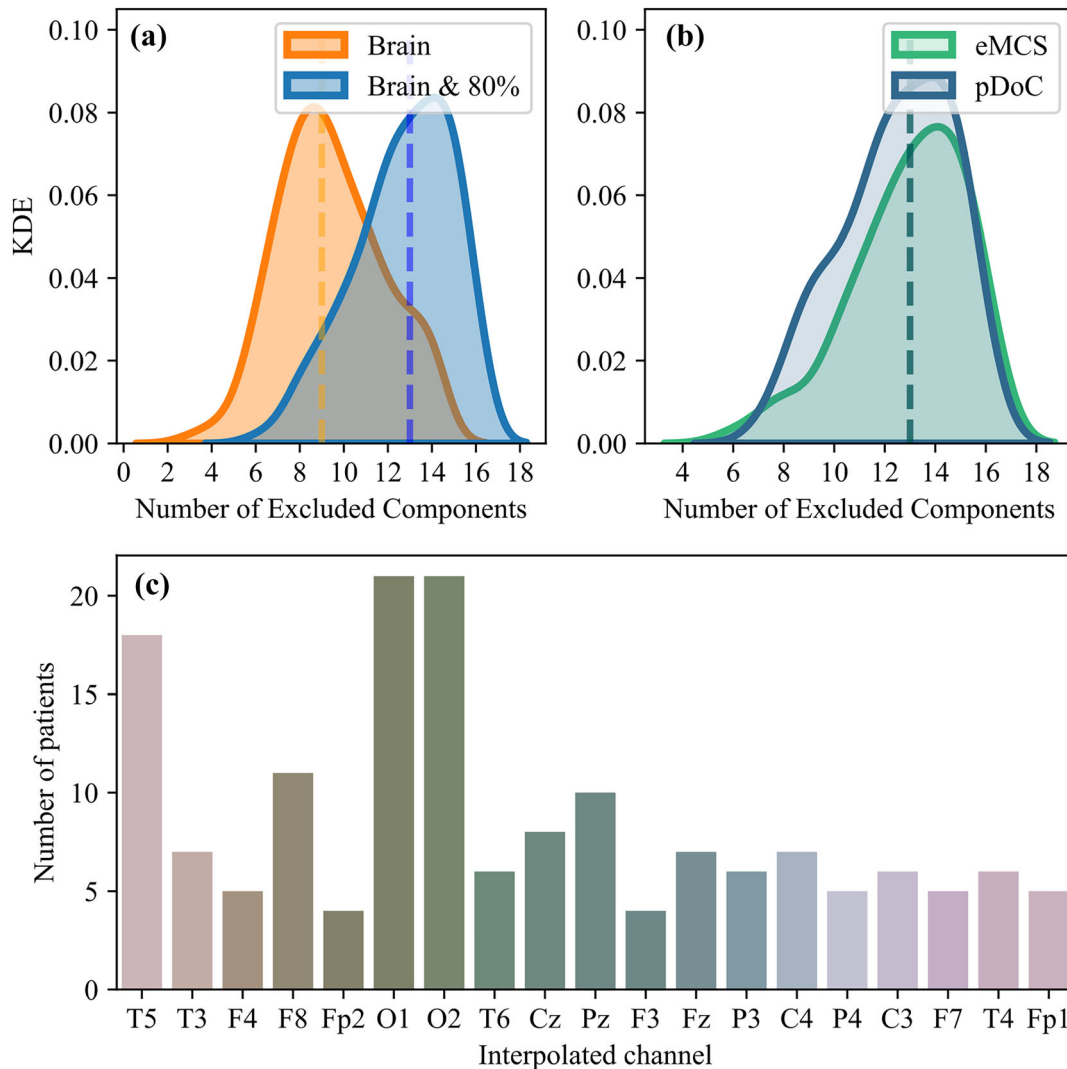 (a)
Brain
Brain & 80%
0.10
0.08
0.06
0.04
0.02
0.00
KDE
0 2 4 6 8 10 12 14 16 18
Number of Excluded Components
(b)
eMCS
pDoC
0.10
0.08
0.06
0.04
0.02
0.00
4 6 8 10 12 14 16 18
Number of Excluded Components
(c)
20
15
10
5
0
Number of patients
T5 T3 F4 F8 Fp2 O1 O2 T6 Cz Pz F3 Fz P3 C4 P4 C3 F7 T4 Fp1
Interpolated channel